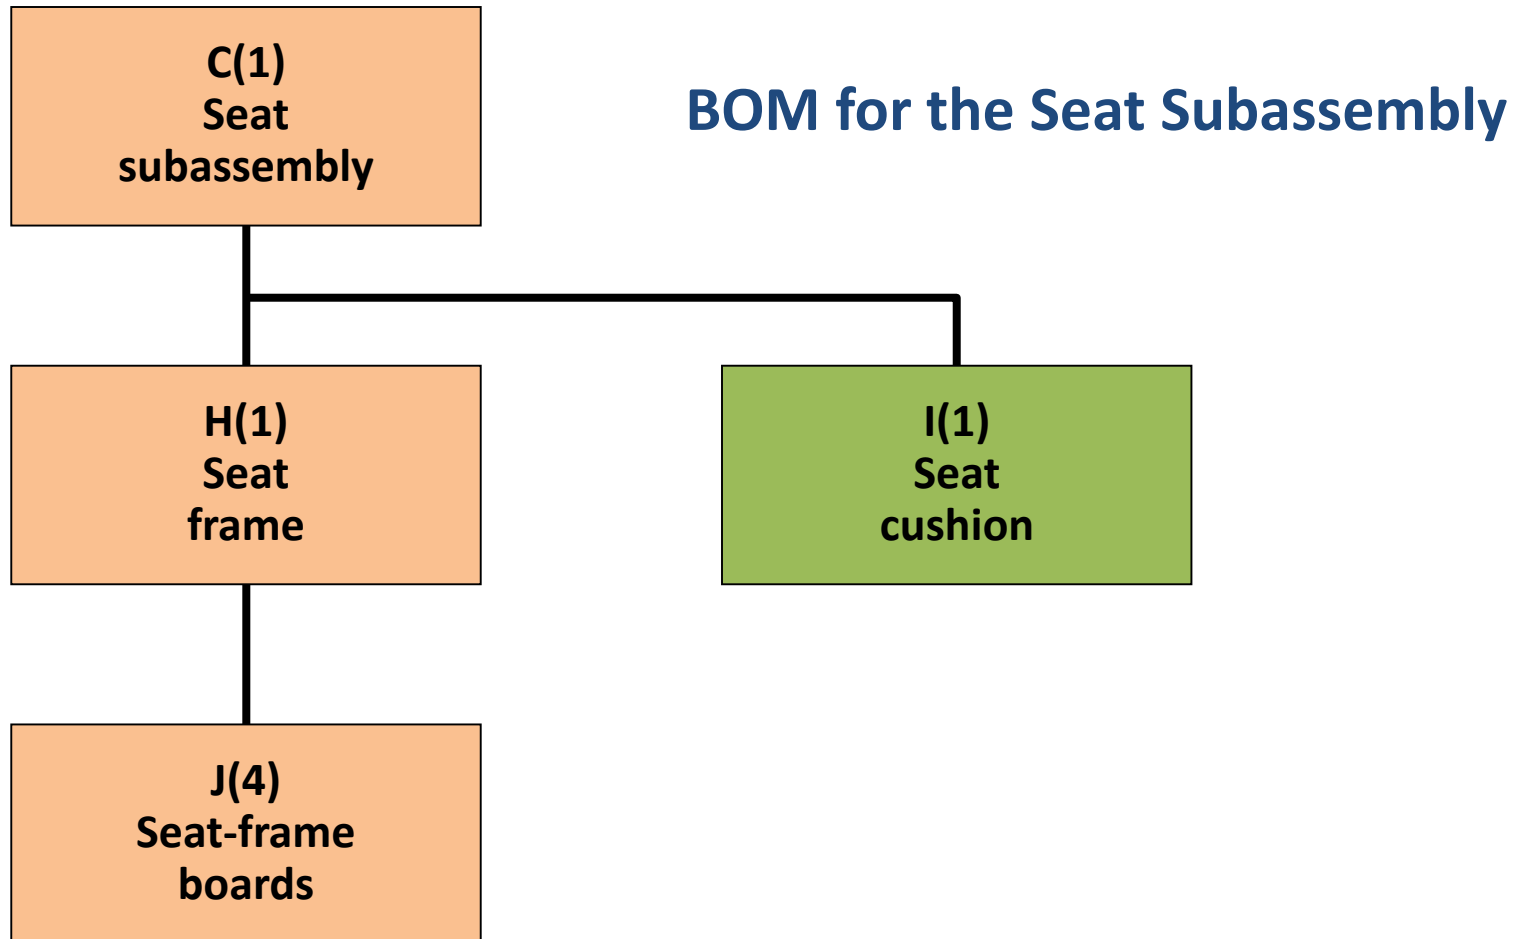 C(1)
Seat
subassembly
BOM for the Seat Subassembly
H(1)
Seat
frame
I(1)
Seat
cushion
J(4)
Seat-frame
boards